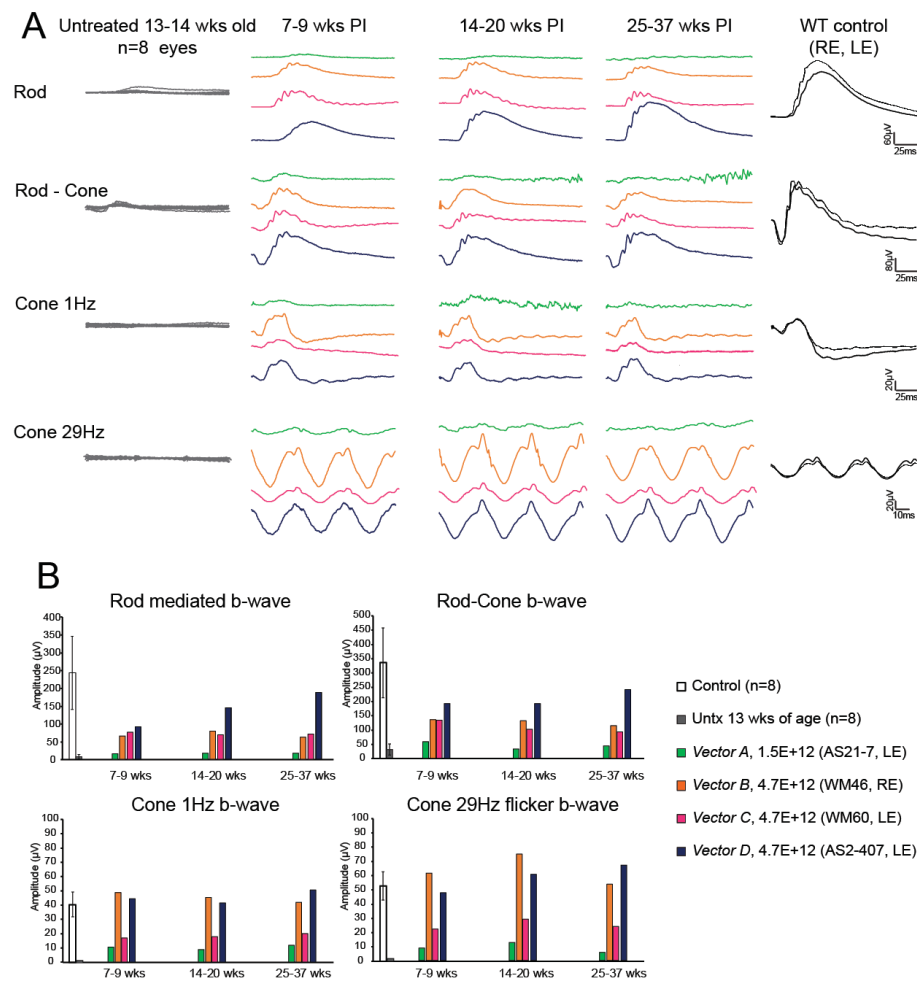 A
Untreated 13-14 wks old
n=8 eyes
7-9 wks PI
14-20 wks PI
25-37 wks PI
WT control
(RE, LE)
Rod
60µV
25ms
Rod - Cone
80µV
25ms
Cone 1Hz
20µV
25ms
Cone 29Hz
20µV
10ms
B
Rod mediated b-wave
Amplitude (µV)
400
350
300
250
200
150
100
50
0
7-9 wks
14-20 wks
25-37 wks
Rod-Cone b-wave
Amplitude (µV)
500
450
400
350
300
250
200
150
100
50
0
7-9 wks
14-20 wks
25-37 wks
Cone 1Hz b-wave
Amplitude (µV)
100
90
80
70
60
50
40
30
20
10
0
7-9 wks
14-20 wks
25-37 wks
Cone 29Hz flicker b-wave
Amplitude (µV)
100
90
80
70
60
50
40
30
20
10
0
7-9 wks
14-20 wks
25-37 wks
Control (n=8)
Untx 13 wks of age (n=8)
Vector A, 1.5E+12 (AS21-7, LE)
Vector B, 4.7E+12 (WM46, RE)
Vector C, 4.7E+12 (WM60, LE)
Vector D, 4.7E+12 (AS2-407, LE)